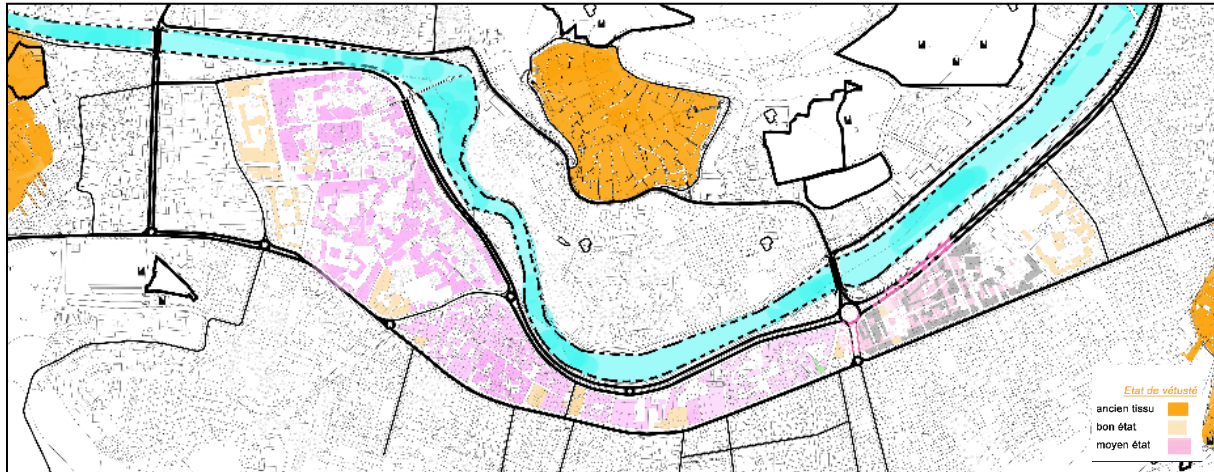 Etat de vétusté
ancien tissu
bon état
moyen état